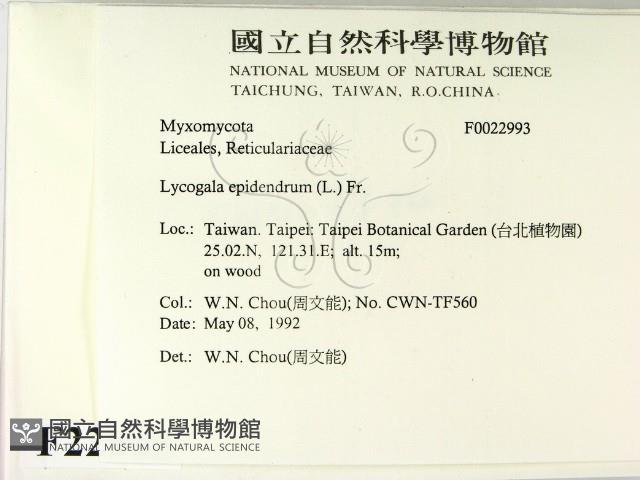 國立自然科學博物館
NATIONAL MUSEUM OF NATURAL SCIENCE
TAICHUNG, TAIWAN, R.O.CHINA.
Myxomycota F0022993
Liceales, Reticulariaceae
Lycogala epidendrum (L.) Fr.
Loc.: Taiwan. Taipei: Taipei Botanical Garden (台北植物園)
25.02.N, 121.31.E; alt. 15m;
on wood
Col.: W.N. Chou(周文能); No. CWN-TF560
Date: May 08, 1992
Det.: W.N. Chou(周文能)
國立自然科學博物館
NATIONAL MUSEUM OF NATURAL SCIENCE
F22